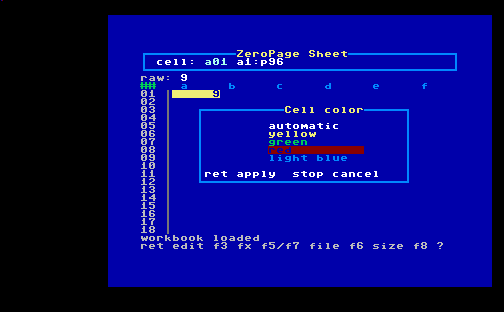 ZeroPage Sheet
cell: a01 a1:p96
raw: 9
## a b c d e f
01 9
02
03
04
05
06
07
08
09
10
11
12
13
14
15
16
17
18
Cell color
automatic
yellow
green
red
light blue
ret apply stop cancel
workbook loaded
ret edit f3 fx f5/f7 file f6 size f8 ?